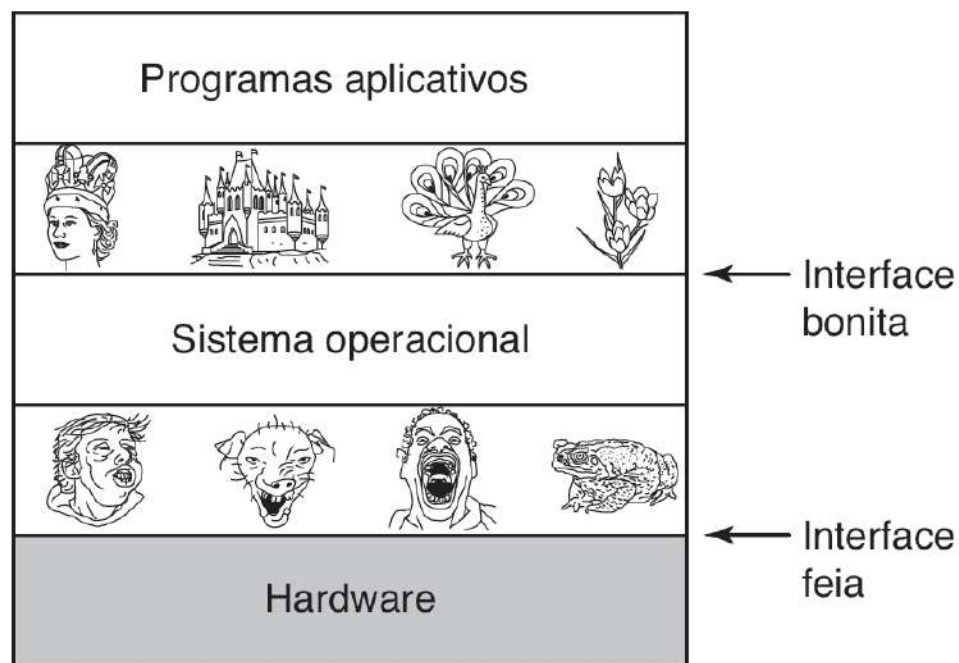 Programas aplicativos
Interface
bonita
Sistema operacional
Interface
feia
Hardware